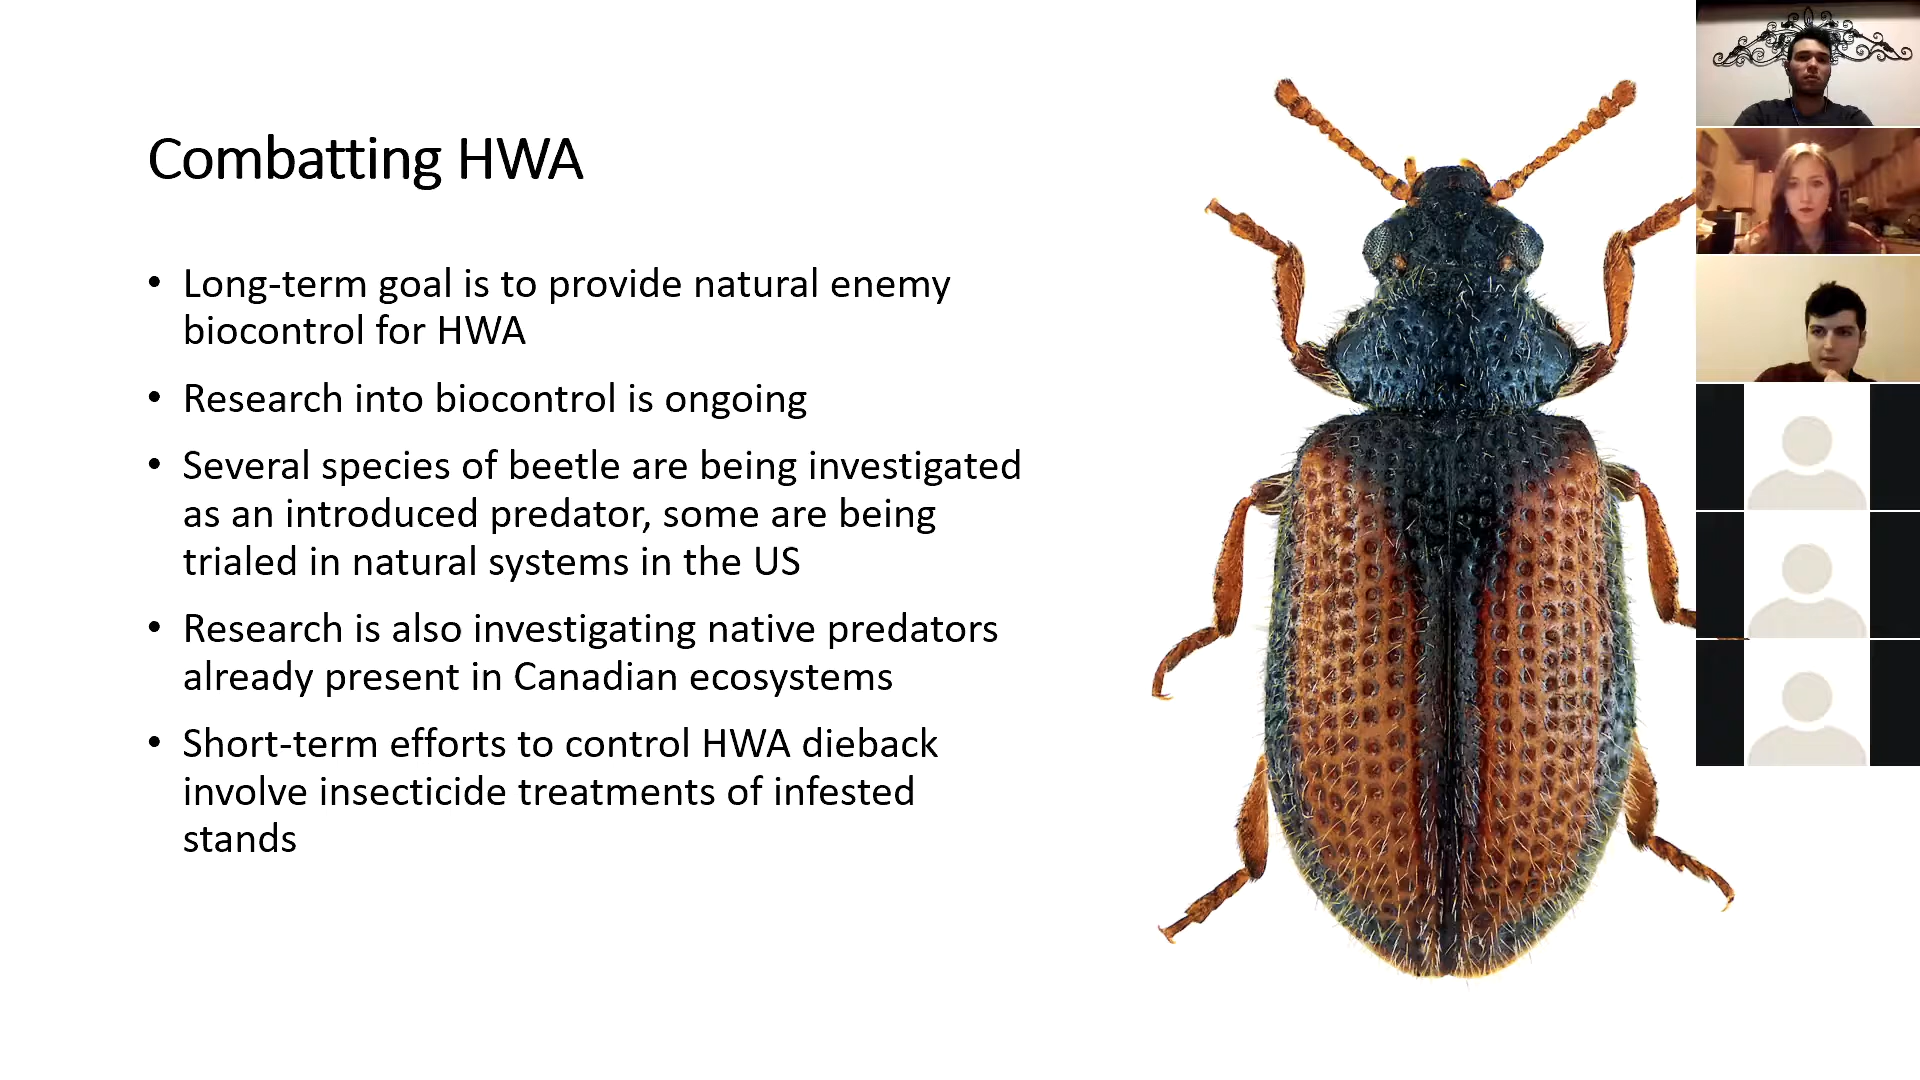 Combatting HWA
• Long-term goal is to provide natural enemy
biocontrol for HWA
• Research into biocontrol is ongoing
• Several species of beetle are being investigated
as an introduced predator, some are being
trialed in natural systems in the US
• Research is also investigating native predators
already present in Canadian ecosystems
• Short-term efforts to control HWA dieback
involve insecticide treatments of infested
stands